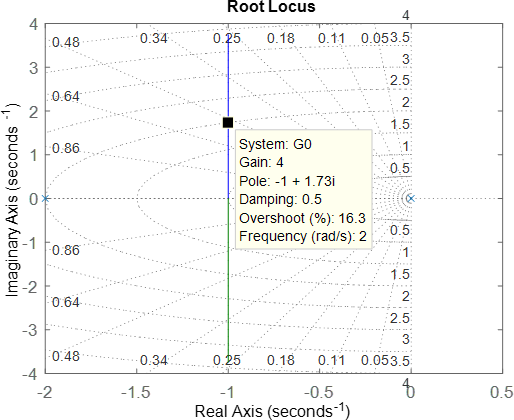 Root Locus
4
4
0.48 0.34 0.25 0.18 0.11 0.05 3.5
3
3
0.64
2.5
2
2
1.5
1
0.86
1
0.5
0
-1
0.5
0.86
1
1.5
-2
2
0.64
2.5
-3
3
0.48 0.34 0.25 0.18 0.11 0.05 3.5
-4
4
System: G0
Gain: 4
Pole: -1 + 1.73i
Damping: 0.5
Overshoot (%): 16.3
Frequency (rad/s): 2
-2 -1.5 -1 -0.5 0 0.5
Real Axis (seconds-1)
Imaginary Axis (seconds -1)